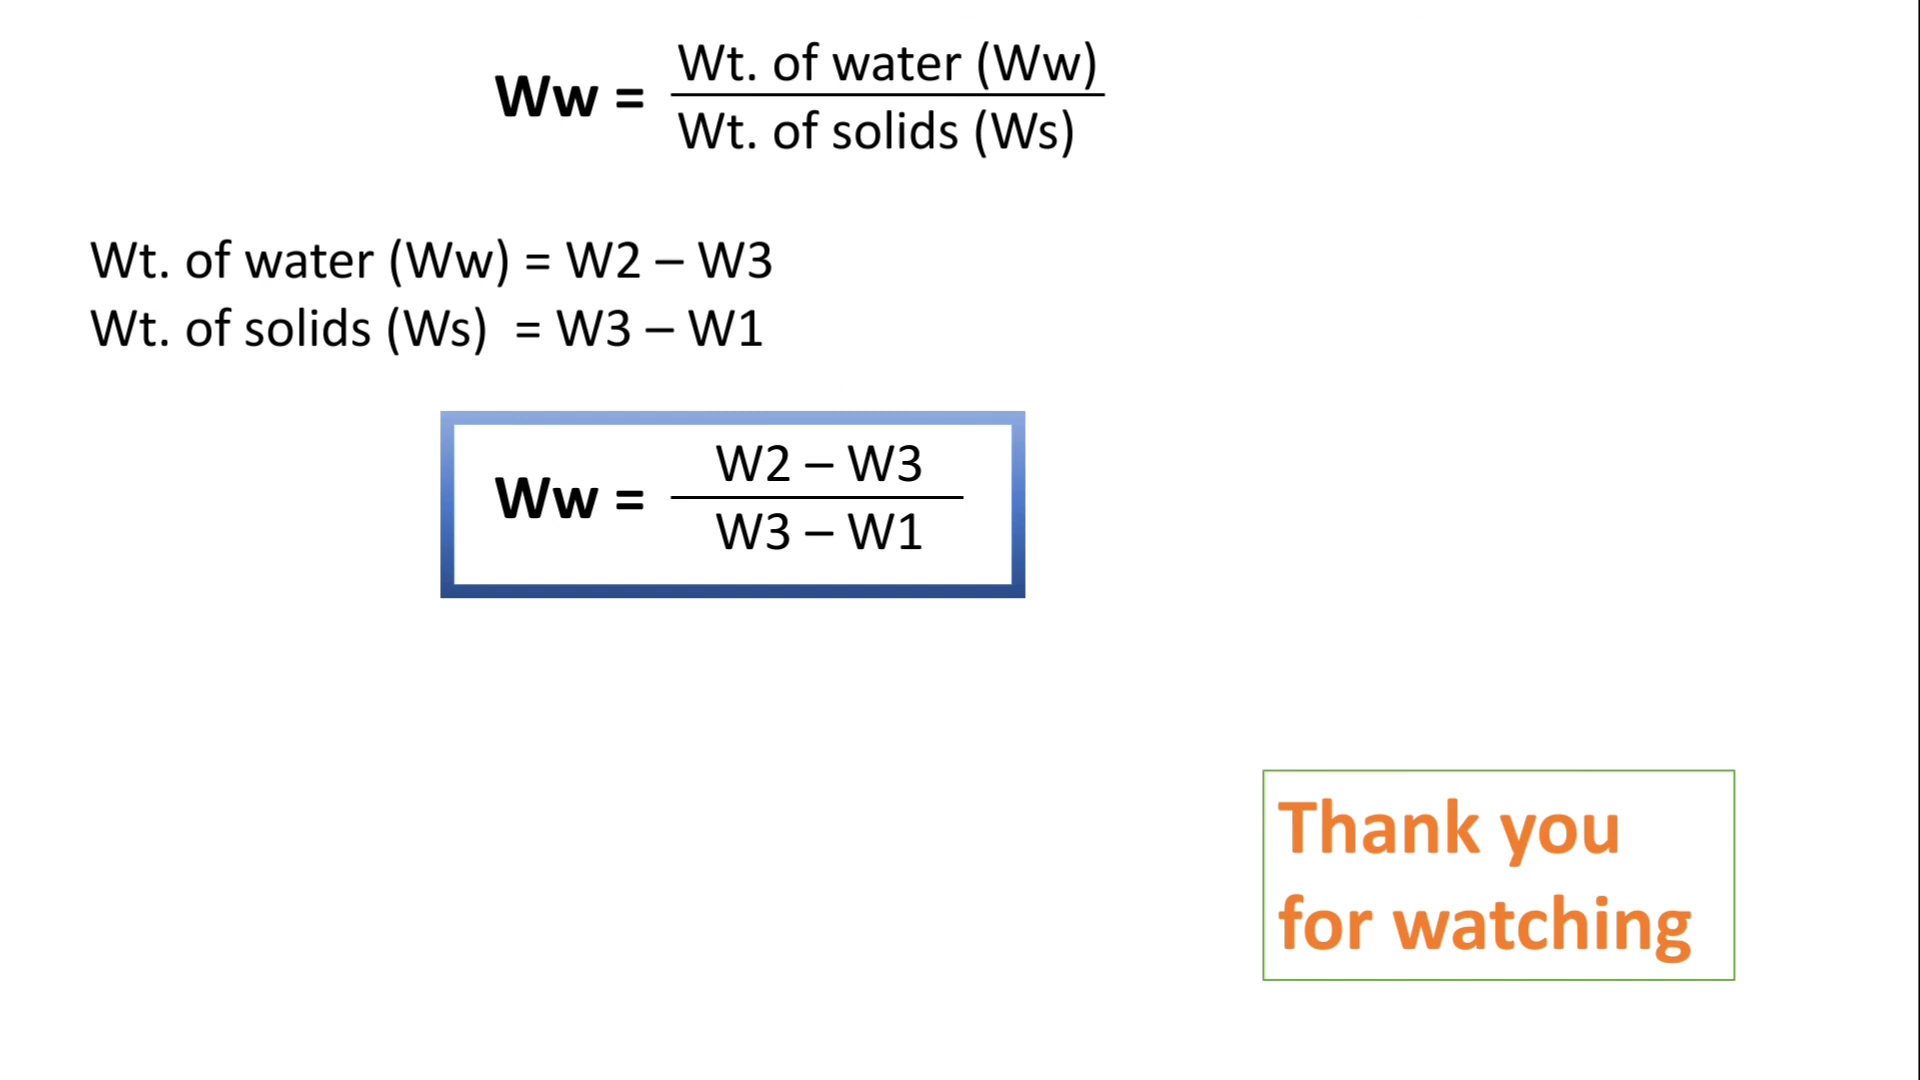 Ww = Wt. of water (Ww)
Wt. of solids (Ws)
Wt. of water (Ww) = W2 – W3
Wt. of solids (Ws) = W3 – W1
Ww = W2 – W3
W3 – W1
Thank you
for watching